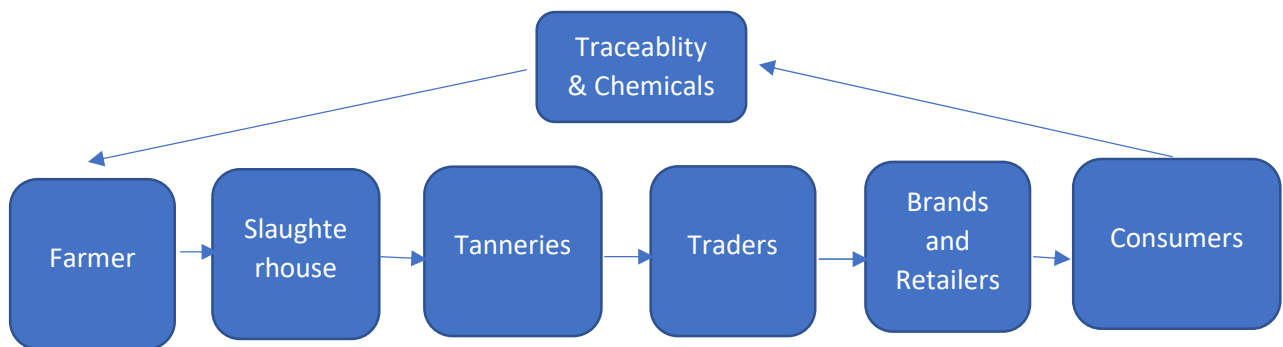 Traceablity
& Chemicals
Farmer
Slaughte
rhouse
Tanneries
Traders
Brands
and
Retailers
Consumers